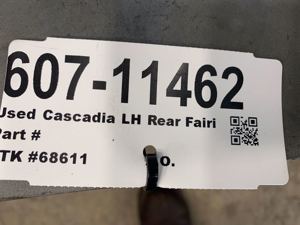 607-11462
Used Cascadia LH Rear Fairi
Part #
TK #68611 o.